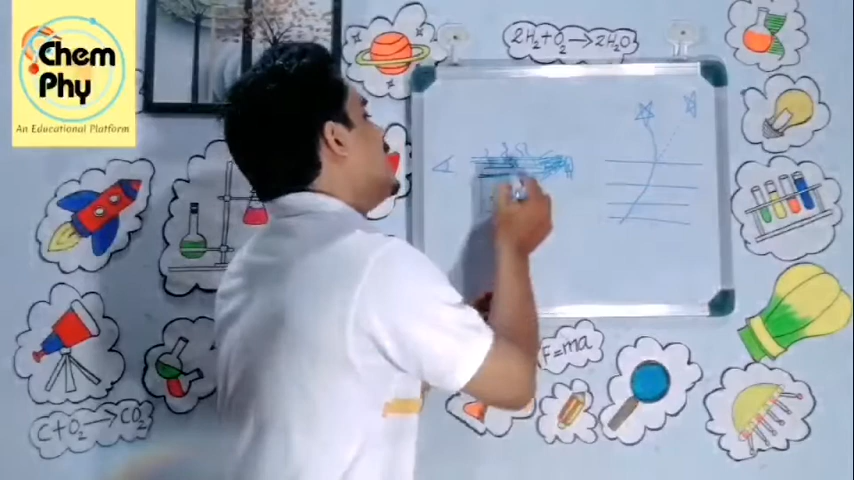 Chem
Phy
An Educational Platform
2H₂+O₂→2H₂O
F=ma
C+O₂→CO₂